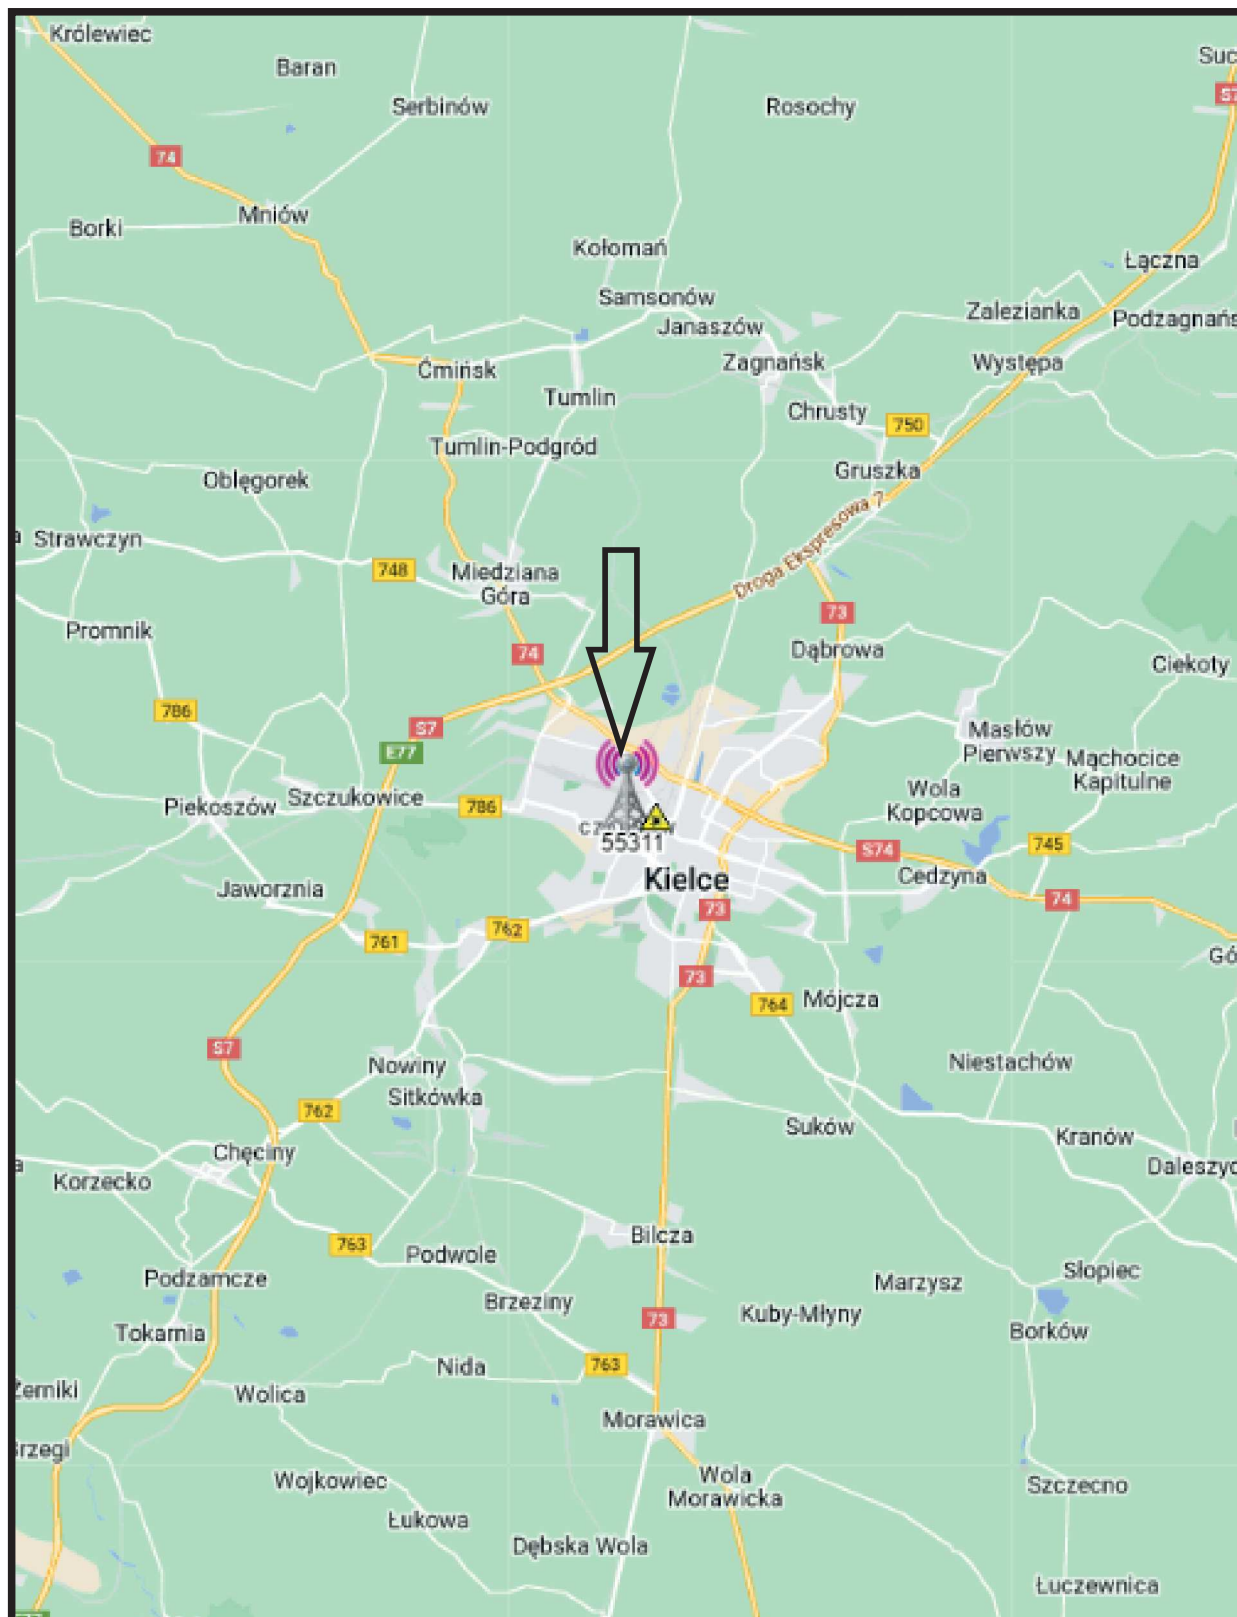 Królewiec
Baran
Suc
Serbinów
Rosochy
S7
74
Mniów
Borki
Kołomań
Łączna
Samsonów
Zalezianka
Podzagnańs
Janaszów
Zagnańsk
Występa
Ćmińsk
Tumlin
Chrusty
750
Tumlin-Podgród
Gruszka
Oblęgorek
Droga Ekspresowa 7
Strawczyn
748
Miedziana
Góra
73
Promnik
74
Dąbrowa
Ciekoty
786
S7
Masłów
Pierwszy
E77
Mąchocice
Kapitulne
Wola
Kopcowa
Piekoszów
Szczukowice
786
55311
745
S74
Kielce
Cedzyna
Jaworznia
74
73
762
761
Gó
73
764
Mójcza
S7
Nowiny
Niestachów
Sitkówka
762
Suków
Kranów
Chęciny
Daleszyc
Korzecko
Bilcza
763
Podwole
Słopiec
Podzamcze
Marzysz
Brzeziny
Kuby-Młyny
73
Tokarnia
Borków
Nida
763
Żerniki
Wolica
Morawica
rzegi
Wola
Morawicka
Wojkowiec
Szczecno
Łukowa
Dębska Wola
Łuczewnica